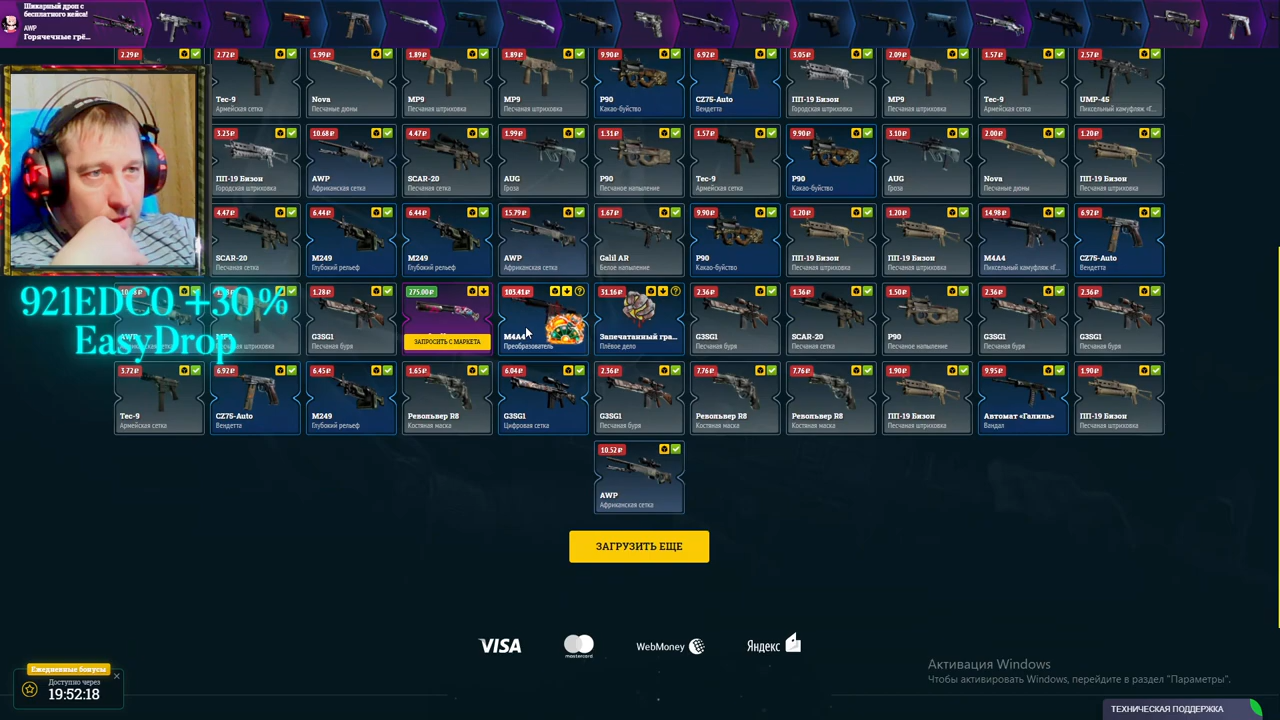 Шикарный дроп с
бесплатного кейса!
AWP
Горячечные грё...
2.29₽
2.72₽ 1.99₽ 1.89₽ 1.89₽ 9.90₽ 6.92₽ 3.05₽ 2.09₽ 1.57₽ 2.57₽
Tec-9 Nova MP9 MP9 P90 CZ75-Auto ПП-19 Бизон MP9 Tec-9 UMP-45
Армейская сетка Песчаные дюны Песчаная штриховка Песчаная штриховка Какао-буйство Вендетта Городская штриховка Песчаная штриховка Армейская сетка Пиксельный камуфляж «Г...
3.25₽ 10.68₽ 4.47₽ 1.99₽ 1.31₽ 1.57₽ 9.90₽ 3.10₽ 2.00₽ 1.20₽
ПП-19 Бизон AWP SCAR-20 AUG P90 Tec-9 P90 AUG Nova ПП-19 Бизон
Городская штриховка Африканская сетка Песчаная сетка Гроза Песчаное напыление Армейская сетка Какао-буйство Гроза Песчаные дюны Песчаная штриховка
4.47₽ 6.44₽ 6.44₽ 15.79₽ 1.67₽ 9.90₽ 1.20₽ 1.20₽ 14.98₽ 6.92₽
SCAR-20 M249 M249 AWP Galil AR P90 ПП-19 Бизон ПП-19 Бизон M4A4 CZ75-Auto
Песчаная сетка Глубокий рельеф Глубокий рельеф Африканская сетка Белое напыление Какао-буйство Песчаная штриховка Песчаная штриховка Пиксельный камуфляж «Г... Вендетта
1.28₽ 275.00₽ 103.41₽ 31.16₽ 2.36₽ 1.36₽ 1.50₽ 2.36₽ 2.36₽
G3SG1 M4A4 Запечатанный гра... G3SG1 SCAR-20 P90 G3SG1 G3SG1
Песчаная буря ЗАПРОСИТЬ С МАРКЕТА Преобразователь Плёвое дело Песчаная буря Песчаная сетка Песчаное напыление Песчаная буря Песчаная буря
921EDCO +30%
EasyDrop
3.72₽ 6.92₽ 6.45₽ 1.65₽ 6.04₽ 2.36₽ 7.76₽ 7.76₽ 1.90₽ 9.95₽ 1.90₽
Tec-9 CZ75-Auto M249 Револьвер R8 G3SG1 G3SG1 Револьвер R8 Револьвер R8 ПП-19 Бизон Автомат «Галиль» ПП-19 Бизон
Армейская сетка Вендетта Глубокий рельеф Костяная маска Цифровая сетка Песчаная буря Костяная маска Костяная маска Песчаная штриховка Вандал Песчаная штриховка
10.52₽
AWP
Африканская сетка
ЗАГРУЗИТЬ ЕЩЕ
VISA mastercard WebMoney Яндекс
Активация Windows
Чтобы активировать Windows, перейдите в раздел "Параметры".
Ежедневные бонусы
Доступно через
19:52:18
ТЕХНИЧЕСКАЯ ПОДДЕРЖКА